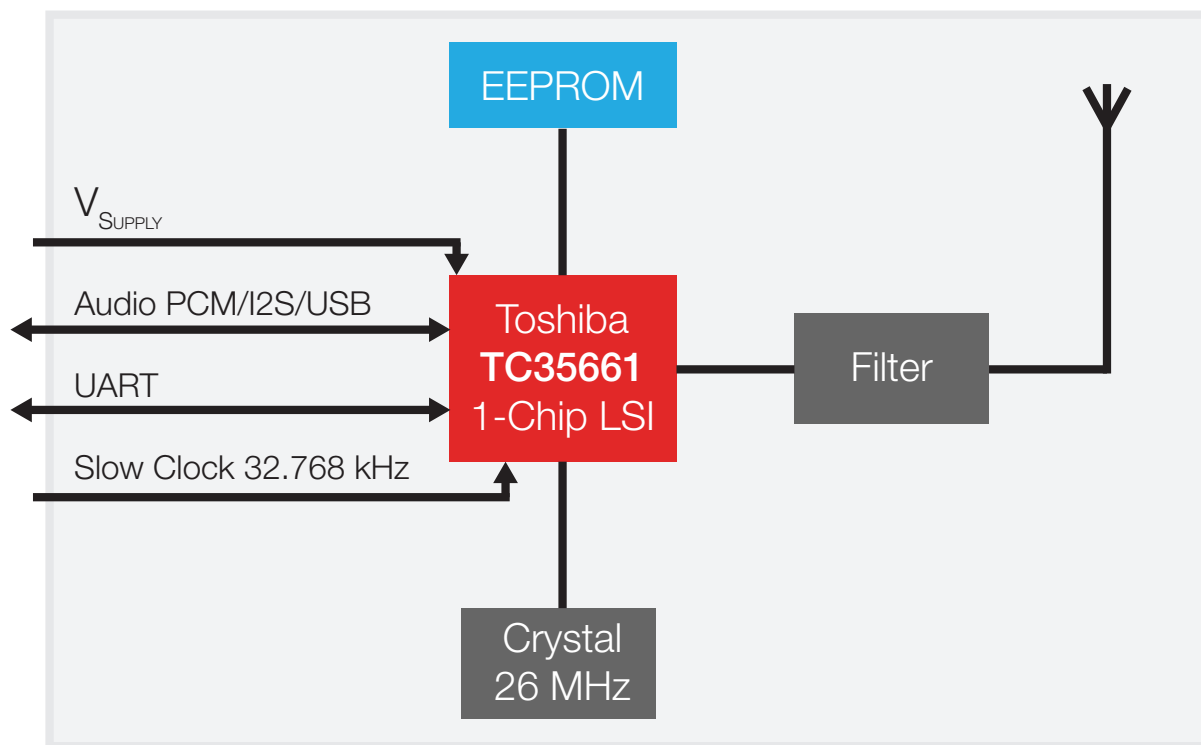 EEPROM
V SUPPLY
Audio PCM/I2S/USB
UART
Slow Clock 32.768 kHz
Toshiba
TC35661
1-Chip LSI
Filter
Crystal
26 MHz